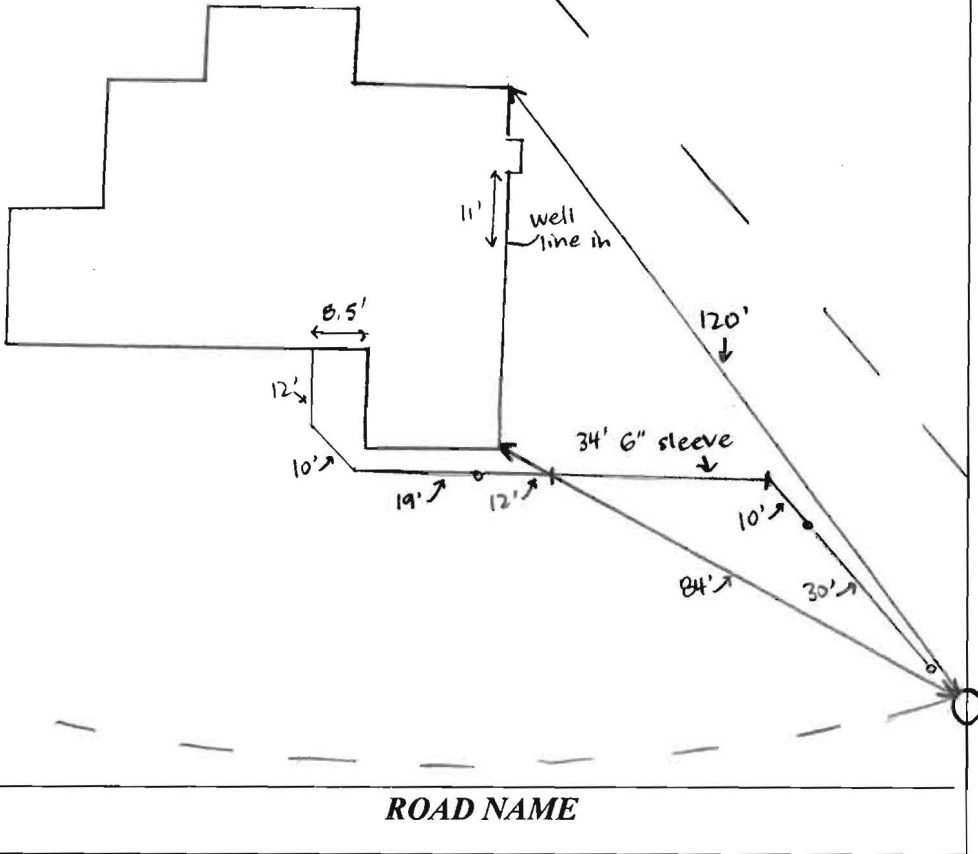 11'
well
line in
8.5'
120'
12'
34' 6" sleeve
10'
19'
12'
10'
84'
30'
ROAD NAME